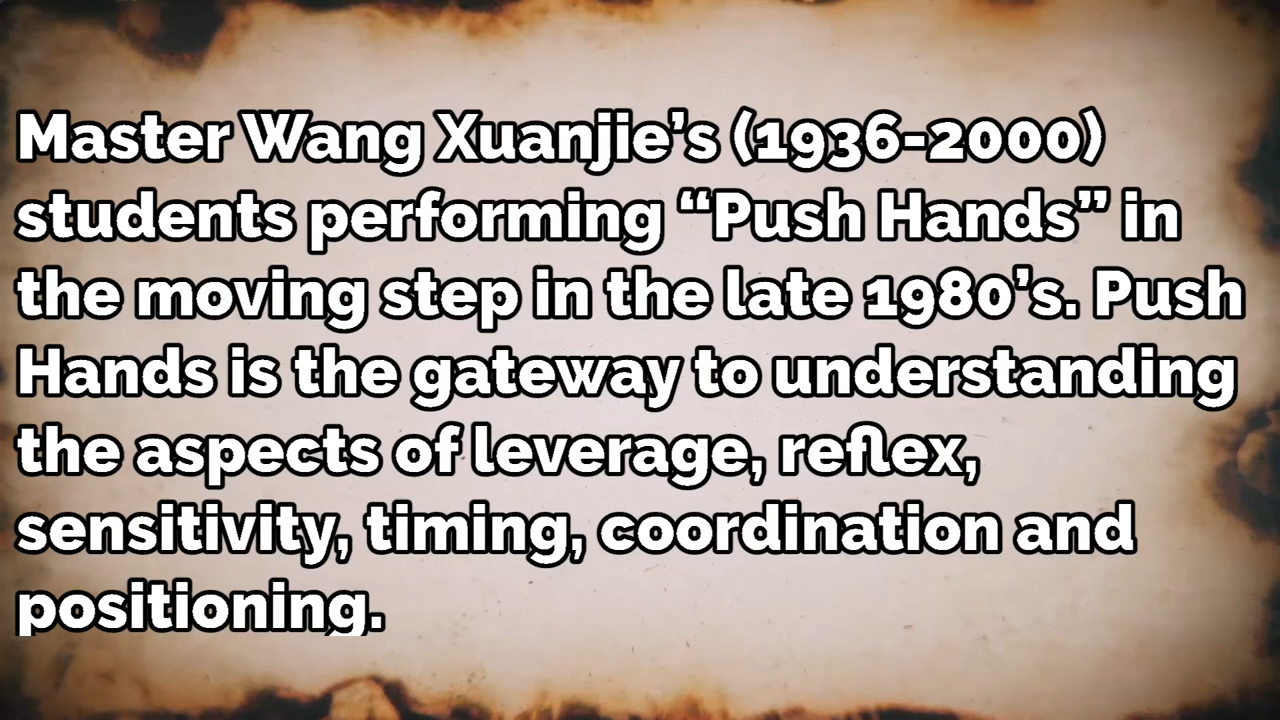 Master Wang Xuanjie’s (1936-2000)
students performing “Push Hands” in
the moving step in the late 1980’s. Push
Hands is the gateway to understanding
the aspects of leverage, reflex,
sensitivity, timing, coordination and
positioning.